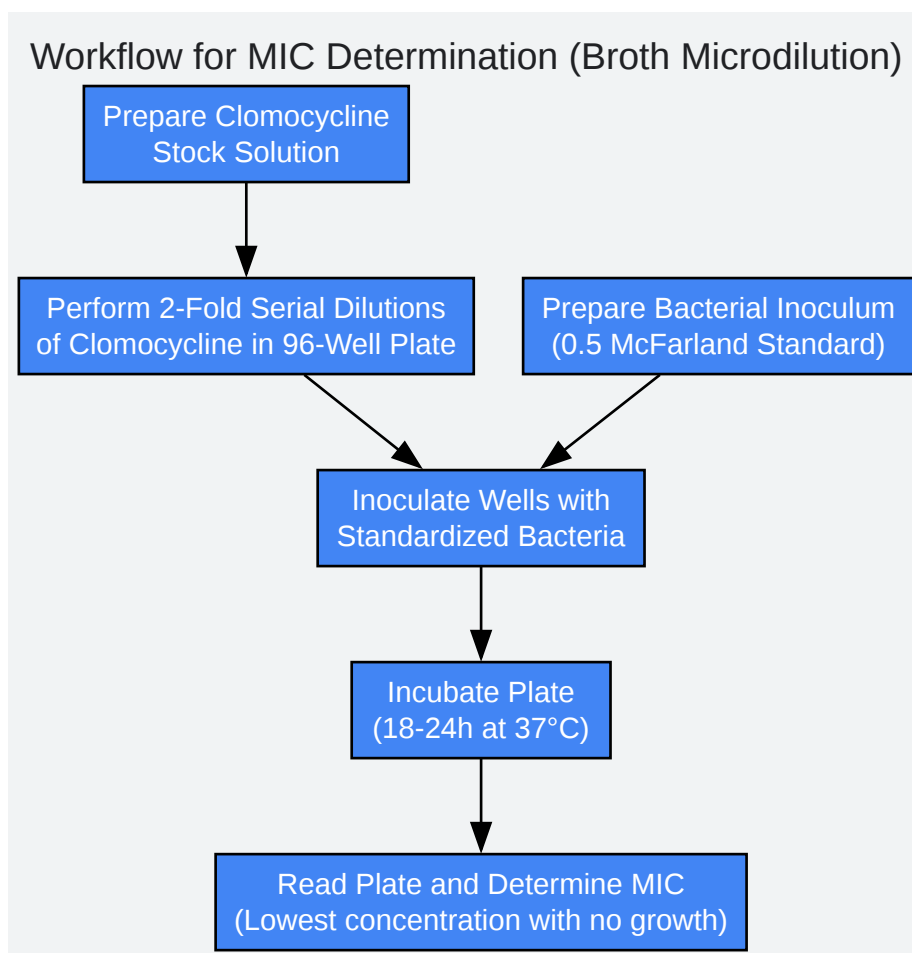 Workflow for MIC Determination (Broth Microdilution)
Prepare Clomocycline
Stock Solution
Perform 2-Fold Serial Dilutions
of Clomocycline in 96-Well Plate
Prepare Bacterial Inoculum
(0.5 McFarland Standard)
Inoculate Wells with
Standardized Bacteria
Incubate Plate
(18-24h at 37°C)
Read Plate and Determine MIC
(Lowest concentration with no growth)